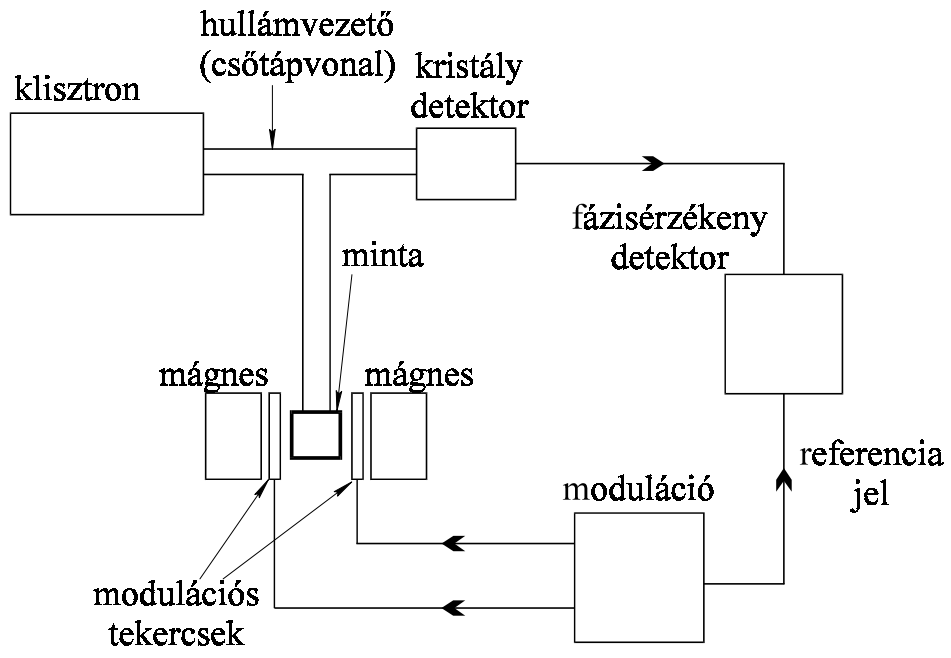 hullámvezető
(csőtápvonal)
klisztron
kristály
detektor
fázisérzékeny
detektor
minta
mágnes
mágnes
referencia
jel
moduláció
modulációs
tekercsek